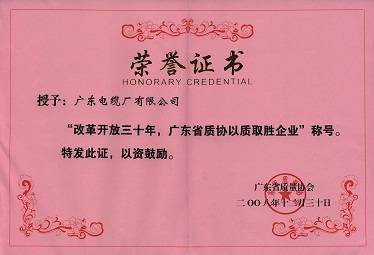 荣誉证书
HONORARY CREDENTIAL
授予：广东电缆厂有限公司
“改革开放三十年，广东省质协以质取胜企业”称号。
特发此证，以资鼓励。
广东省质量协会
二〇〇八年十二月三十日